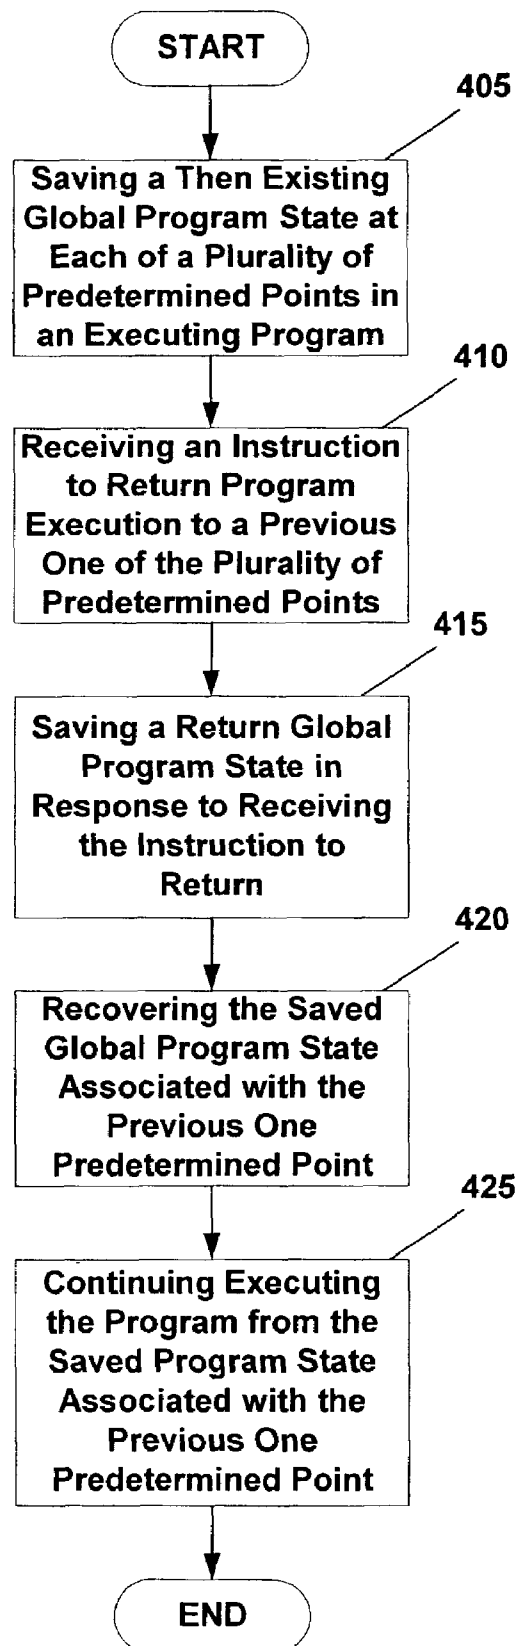 START
405
Saving a Then Existing
Global Program State at
Each of a Plurality of
Predetermined Points in
an Executing Program
410
Receiving an Instruction
to Return Program
Execution to a Previous
One of the Plurality of
Predetermined Points
415
Saving a Return Global
Program State in
Response to Receiving
the Instruction to
Return
420
Recovering the Saved
Global Program State
Associated with the
Previous One
Predetermined Point
425
Continuing Executing
the Program from the
Saved Program State
Associated with the
Previous One
Predetermined Point
END